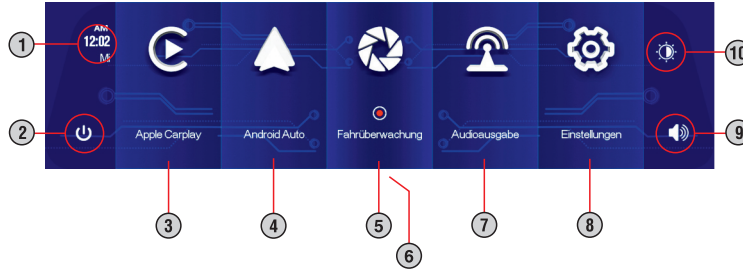 AM
12:02
Mi
1
2
Apple Carplay
Android Auto
Fahrüberwachung
Audioausgabe
Einstellungen
10
9
3
4
5
6
7
8